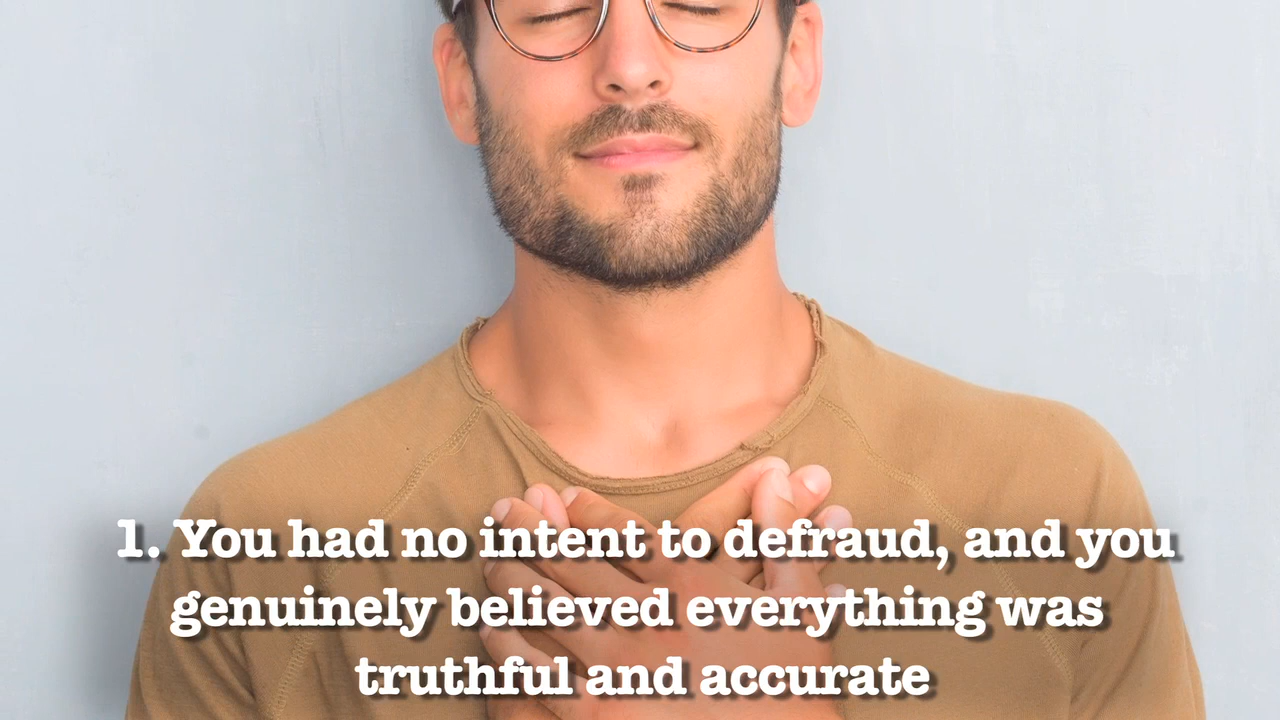 1. You had no intent to defraud, and you
genuinely believed everything was
truthful and accurate